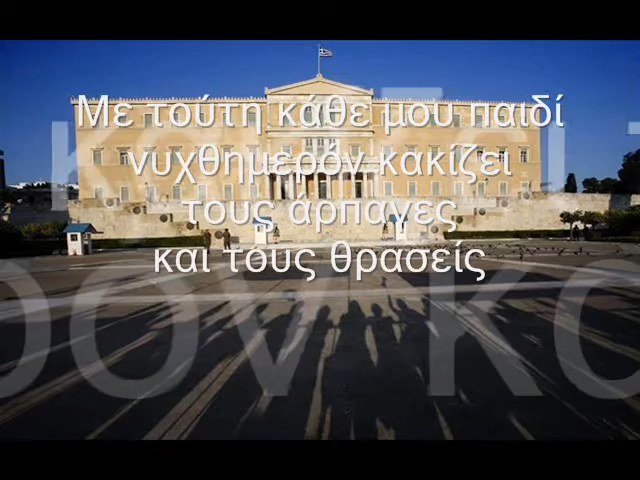 Με τούτη κάθε μου παιδί
νυχθημερόν κακίζει
τους άρπαγες
και τους θρασείς